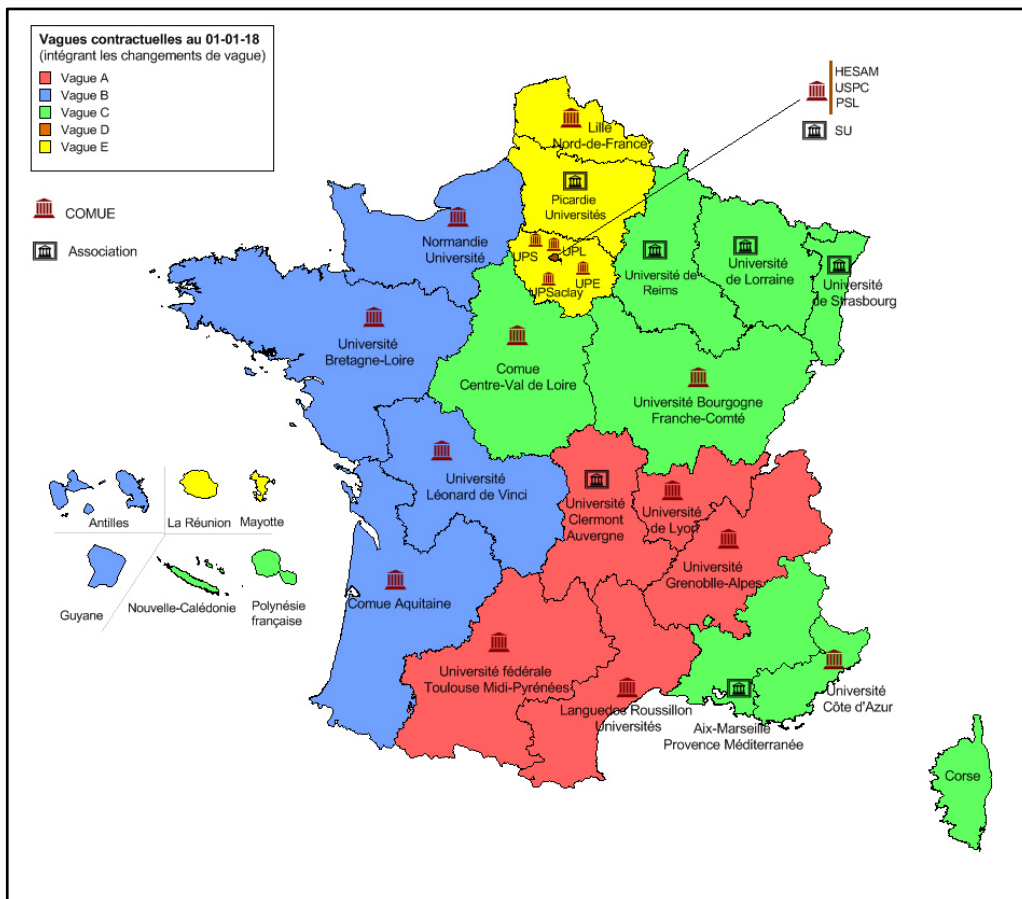 Vagues contractuelles au 01-01-18
(intégrant les changements de vague)
Vague A
Vague B
Vague C
Vague D
Vague E
COMUE
Association
HESAM
USPC
PSL
SU
Lille
Nord-de-France
Picardie
Universités
Normandie
Université
UPS
UPL
UPE
UPSaclay
Université de
Reims
Université
de Lorraine
Université
de Strasbourg
Université
Bretagne-Loire
Comue
Centre-Val de Loire
Université Bourgogne
Franche-Comté
Université
Léonard de Vinci
Université
Clermont
Auvergne
Université
de Lyon
Université
Grenoblle-Alpes
Antilles
La Réunion
Mayotte
Guyane
Nouvelle-Calédonie
Polynésie
française
Comue Aquitaine
Université fédérale
Toulouse Midi-Pyrénées
Languedos Roussillon
Universités
Aix-Marseille
Provence Méditerranée
Université
Côte d'Azur
Corse